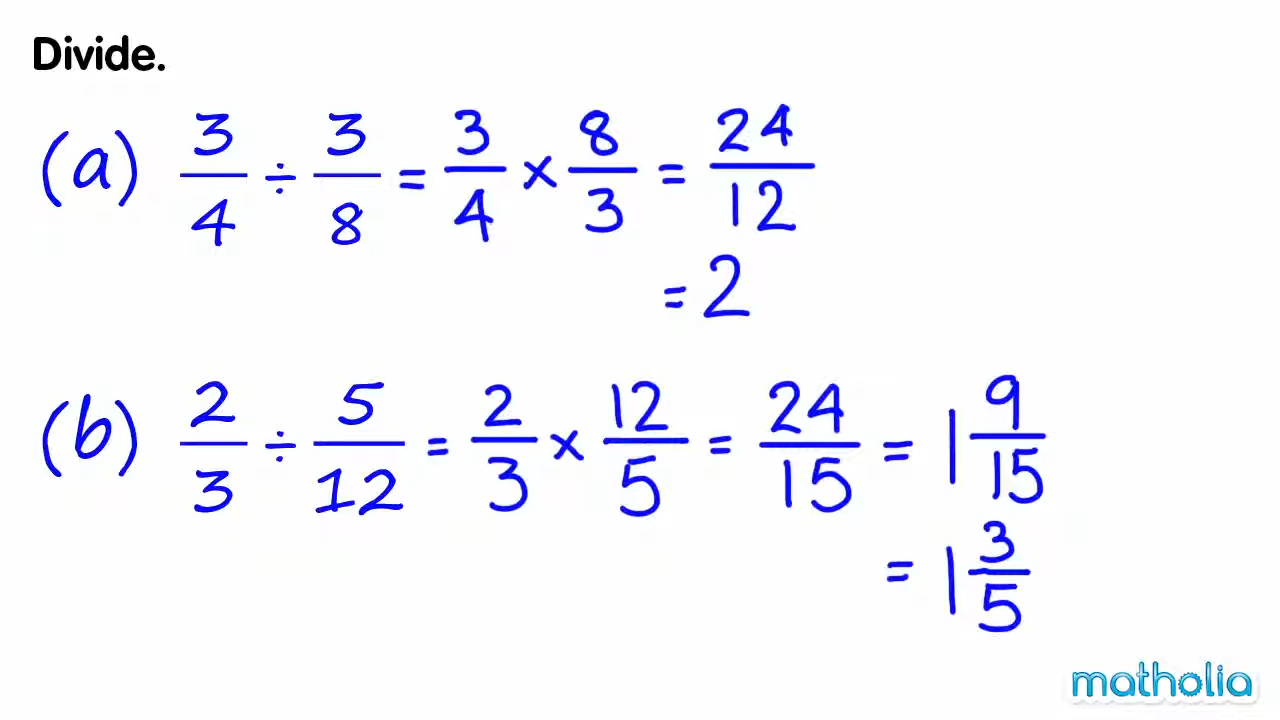 Divide.
(a) 3/4 ÷ 3/8 = 3/4 × 8/3 = 24/12
= 2
(b) 2/3 ÷ 5/12 = 2/3 × 12/5 = 24/15 = 1 9/15
= 1 3/5
matholia